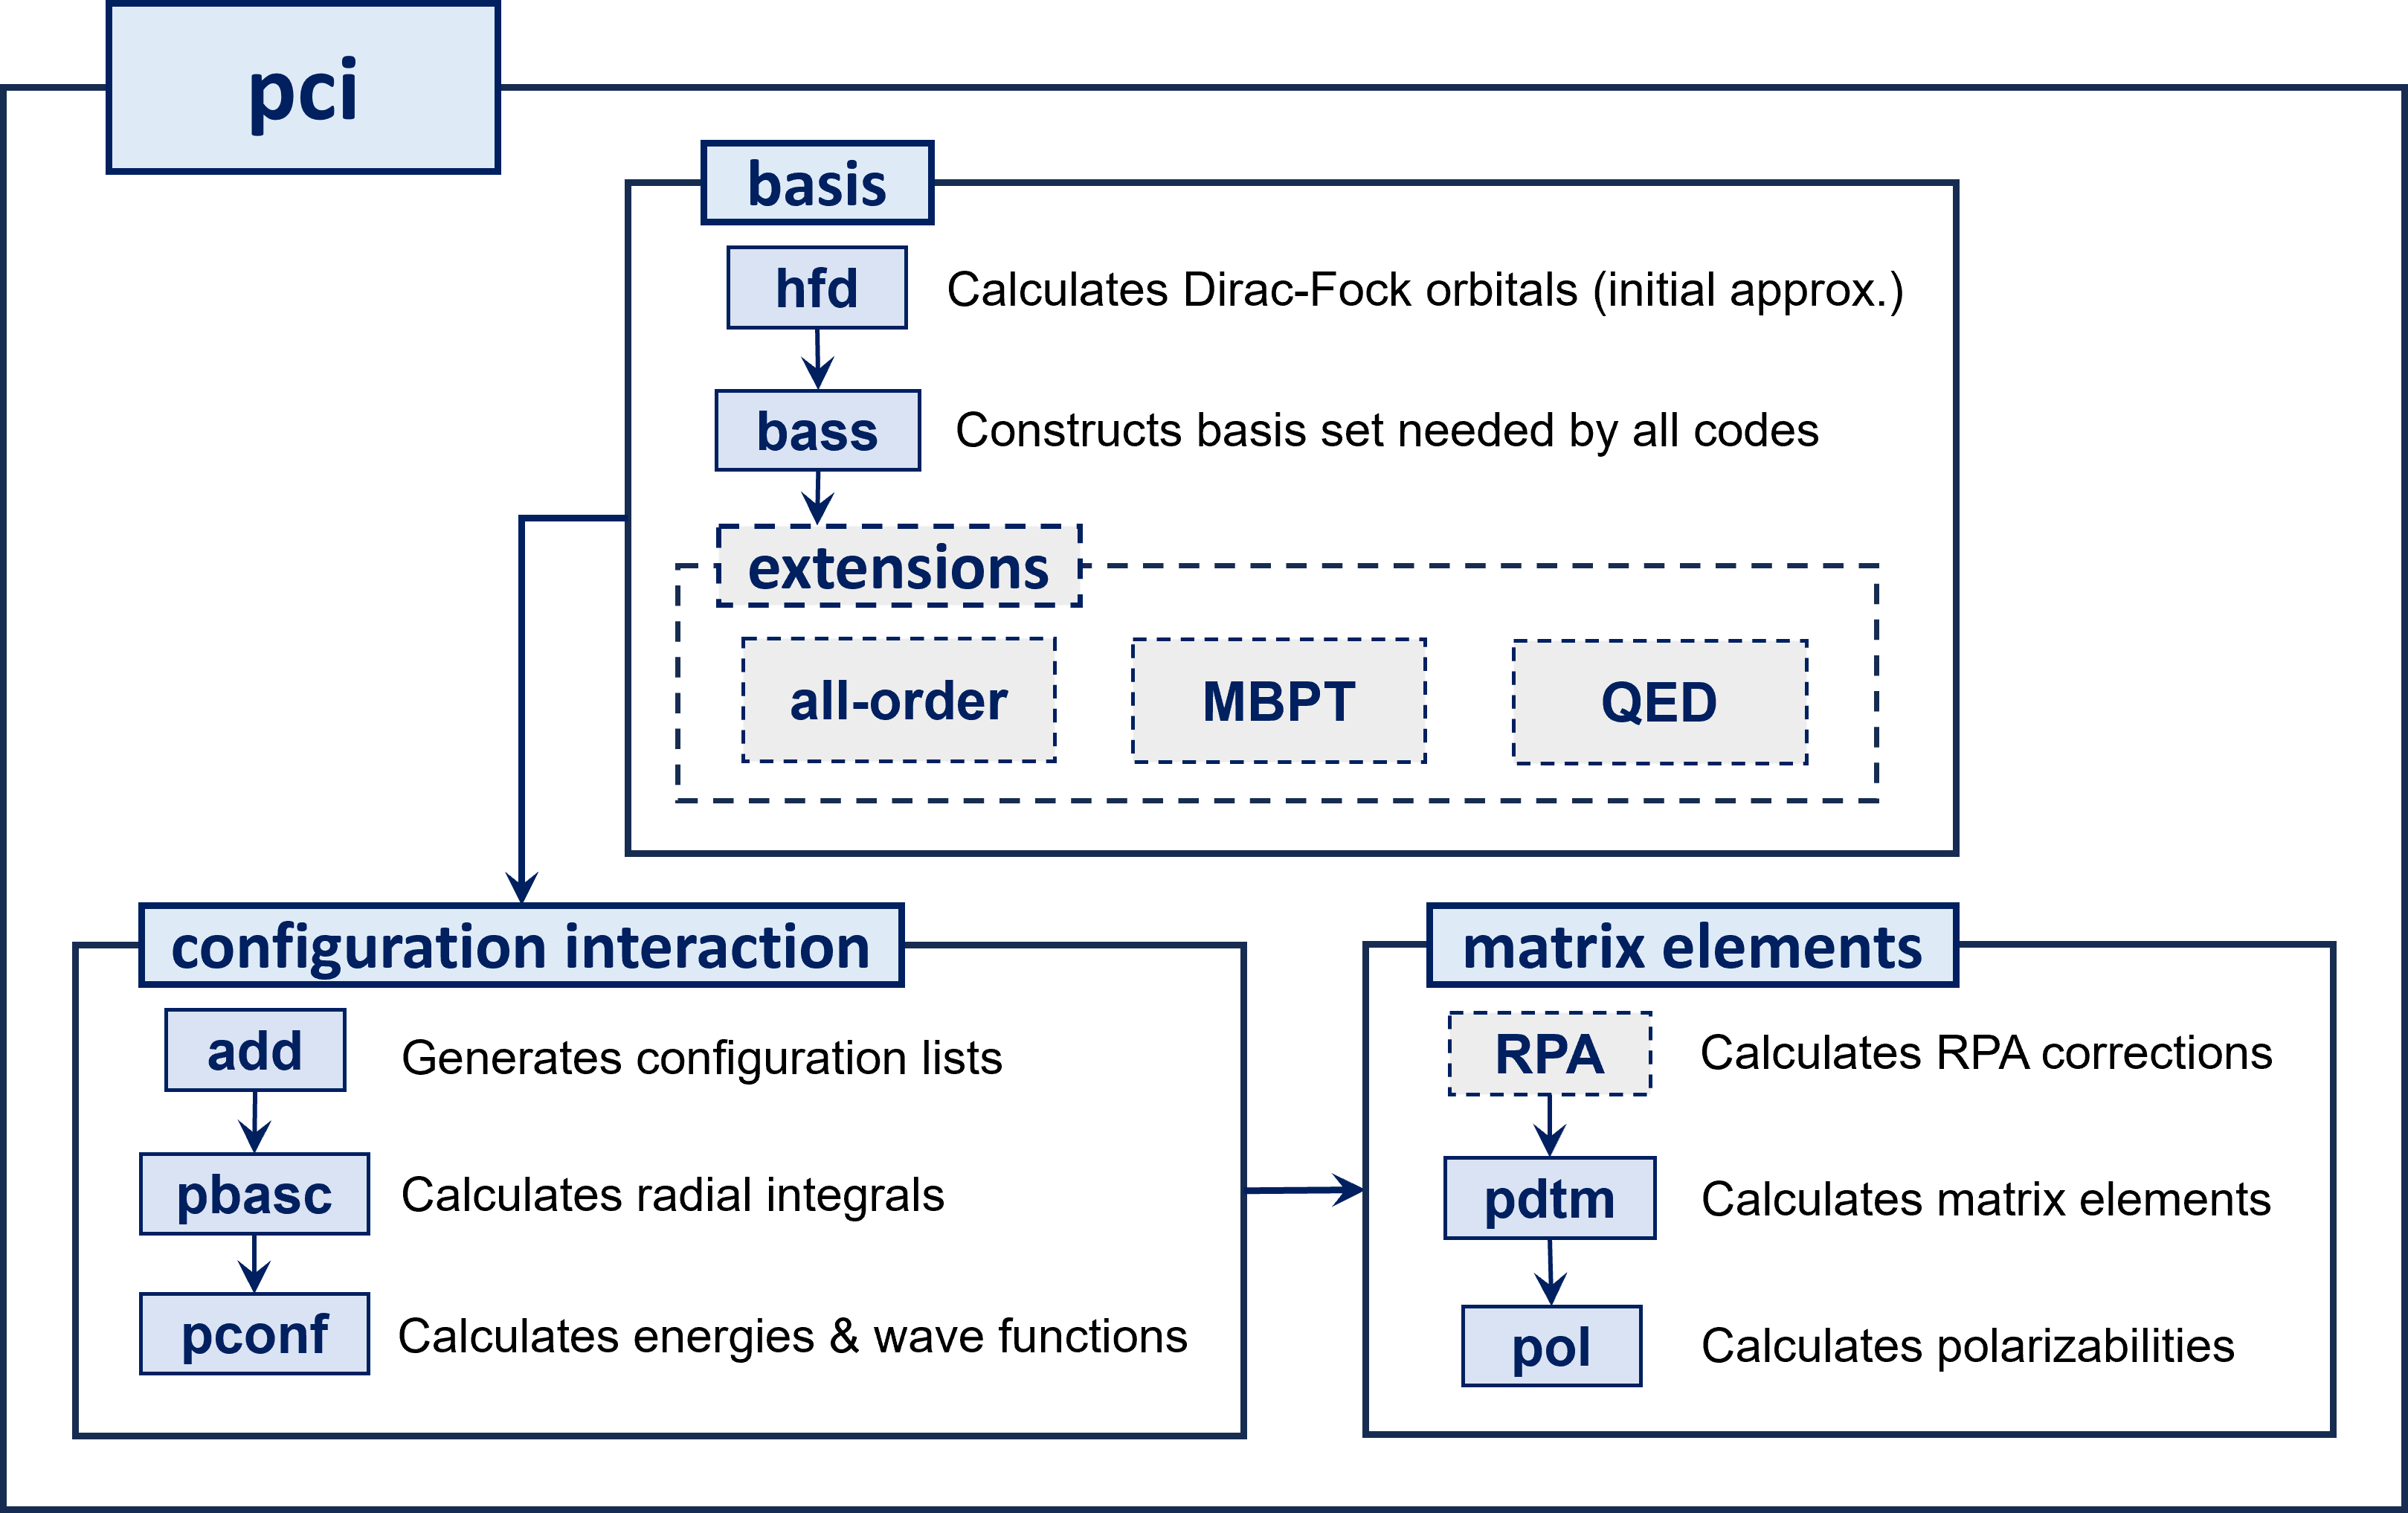 pci
basis
hfd
Calculates Dirac-Fock orbitals (initial approx.)
bass
Constructs basis set needed by all codes
extensions
all-order
MBPT
QED
configuration interaction
add
Generates configuration lists
pbasc
Calculates radial integrals
pconf
Calculates energies & wave functions
matrix elements
RPA
Calculates RPA corrections
pdtm
Calculates matrix elements
pol
Calculates polarizabilities